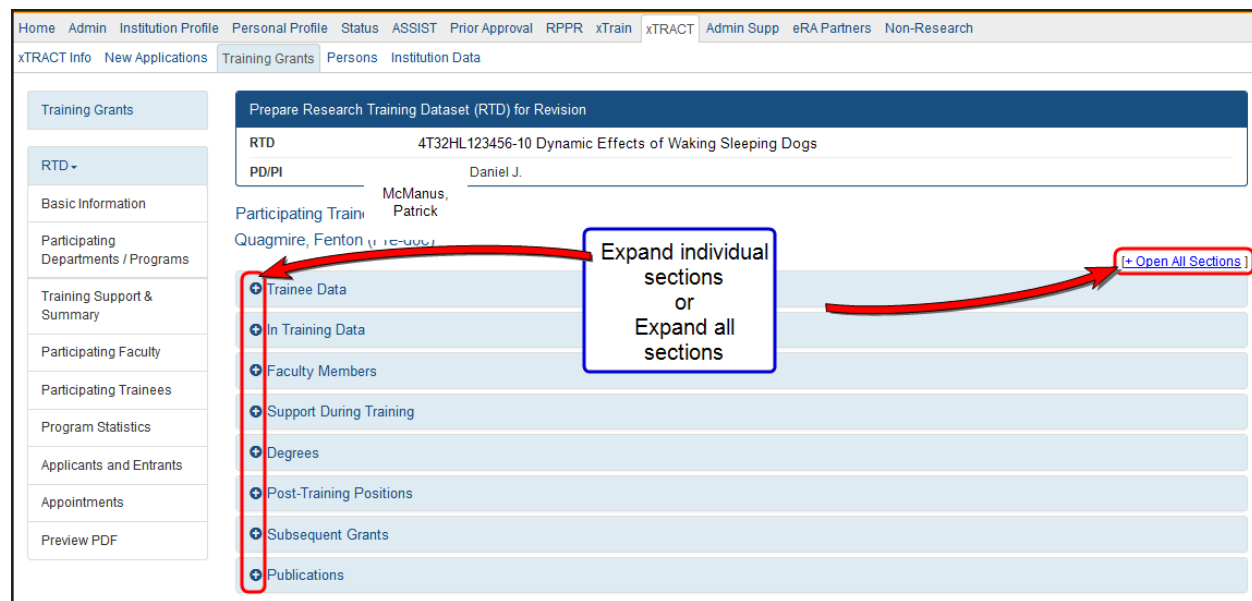 Home Admin Institution Profile Personal Profile Status ASSIST Prior Approval RPPR xTrain xTRACT Admin Supp eRA Partners Non-Research
xTRACT Info New Applications Training Grants Persons Institution Data
Training Grants
RTD
Basic Information
Participating
Departments / Programs
Training Support &
Summary
Participating Faculty
Participating Trainees
Program Statistics
Applicants and Entrants
Appointments
Preview PDF
Prepare Research Training Dataset (RTD) for Revision
RTD 4T32HL123456-10 Dynamic Effects of Waking Sleeping Dogs
PD/PI Daniel J.
McManus,
Patrick
Participating
Quagmire, Fenton
[+ Open All Sections ]
Expand individual
sections
or
Expand all
sections
Trainee Data
In Training Data
Faculty Members
Support During Training
Degrees
Post-Training Positions
Subsequent Grants
Publications